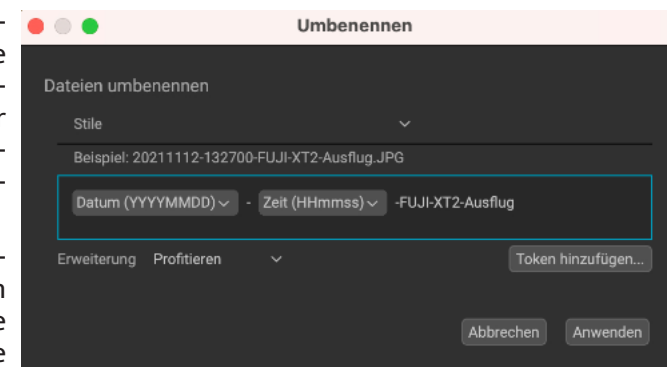 Umbenennen
Dateien umbenennen
Stile
Beispiel: 20211112-132700-FUJI-XT2-Ausflug.JPG
Datum (YYYYMMDD) - Zeit (HHmmss) -FUJI-XT2-Ausflug
Erweiterung Profitieren
Token hinzufügen...
Abbrechen Anwenden